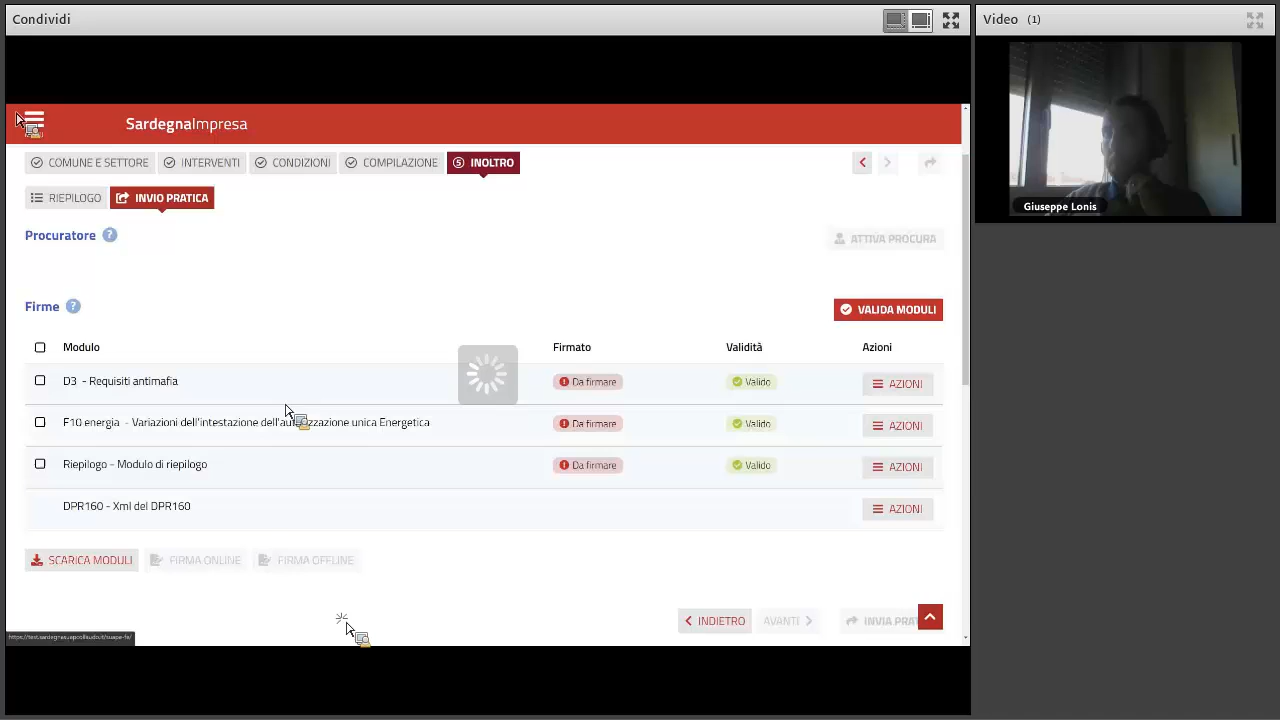 Condividi
Video (1)
SardegnaImpresa
COMUNE E SETTORE INTERVENTI CONDIZIONI COMPILAZIONE 5 INOLTRO
RIEPILOGO INVIO PRATICA
Giuseppe Lonis
Procuratore ? ATTIVA PROCURA
Firme ? VALIDA MODULI
Modulo Firmato Validità Azioni
D3 - Requisiti antimafia Da firmare Valido AZIONI
F10 energia - Variazioni dell'intestazione dell'au zzazione unica Energetica Da firmare Valido AZIONI
Riepilogo - Modulo di riepilogo Da firmare Valido AZIONI
DPR160 - Xml del DPR160 AZIONI
SCARICA MODULI FIRMA ONLINE FIRMA OFFLINE
INDIETRO AVANTI INVIA PRAT